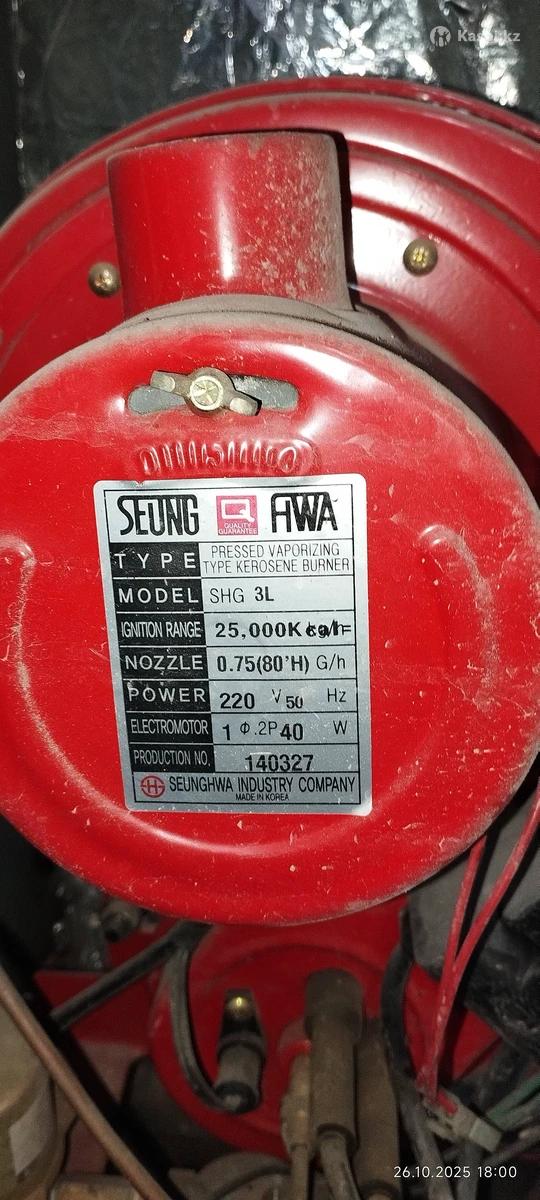 Kaspi.kz
SEUNG Q HWA
QUALITY
GUARANTEE
TYPE PRESSED VAPORIZING
TYPE KEROSENE BURNER
MODEL SHG 3L
IGNITION RANGE 25,000K
NOZZLE 0.75(80°H) G/h
POWER 220 V 50 Hz
ELECTROMOTOR 1 Φ.2P 40 W
PRODUCTION NO. 140327
SEUNGHWA INDUSTRY COMPANY
MADE IN KOREA
26.10.2025 18:00